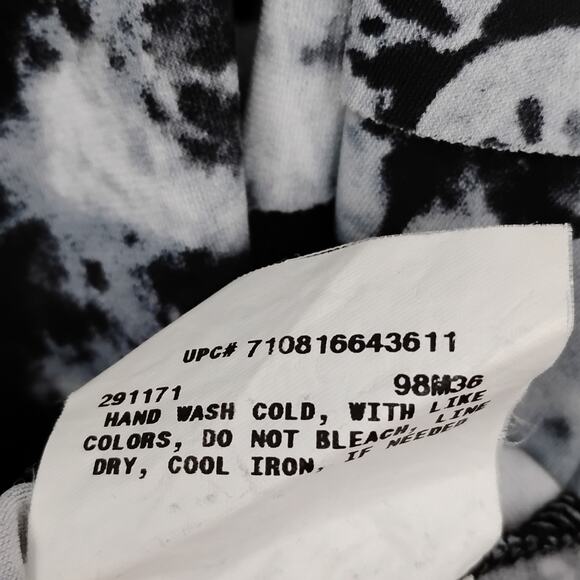 UPC# 710816643611
291171 98M36
HAND WASH COLD, WITH LIKE
COLORS, DO NOT BLEACH, LINE
DRY, COOL IRON, IF NEEDED